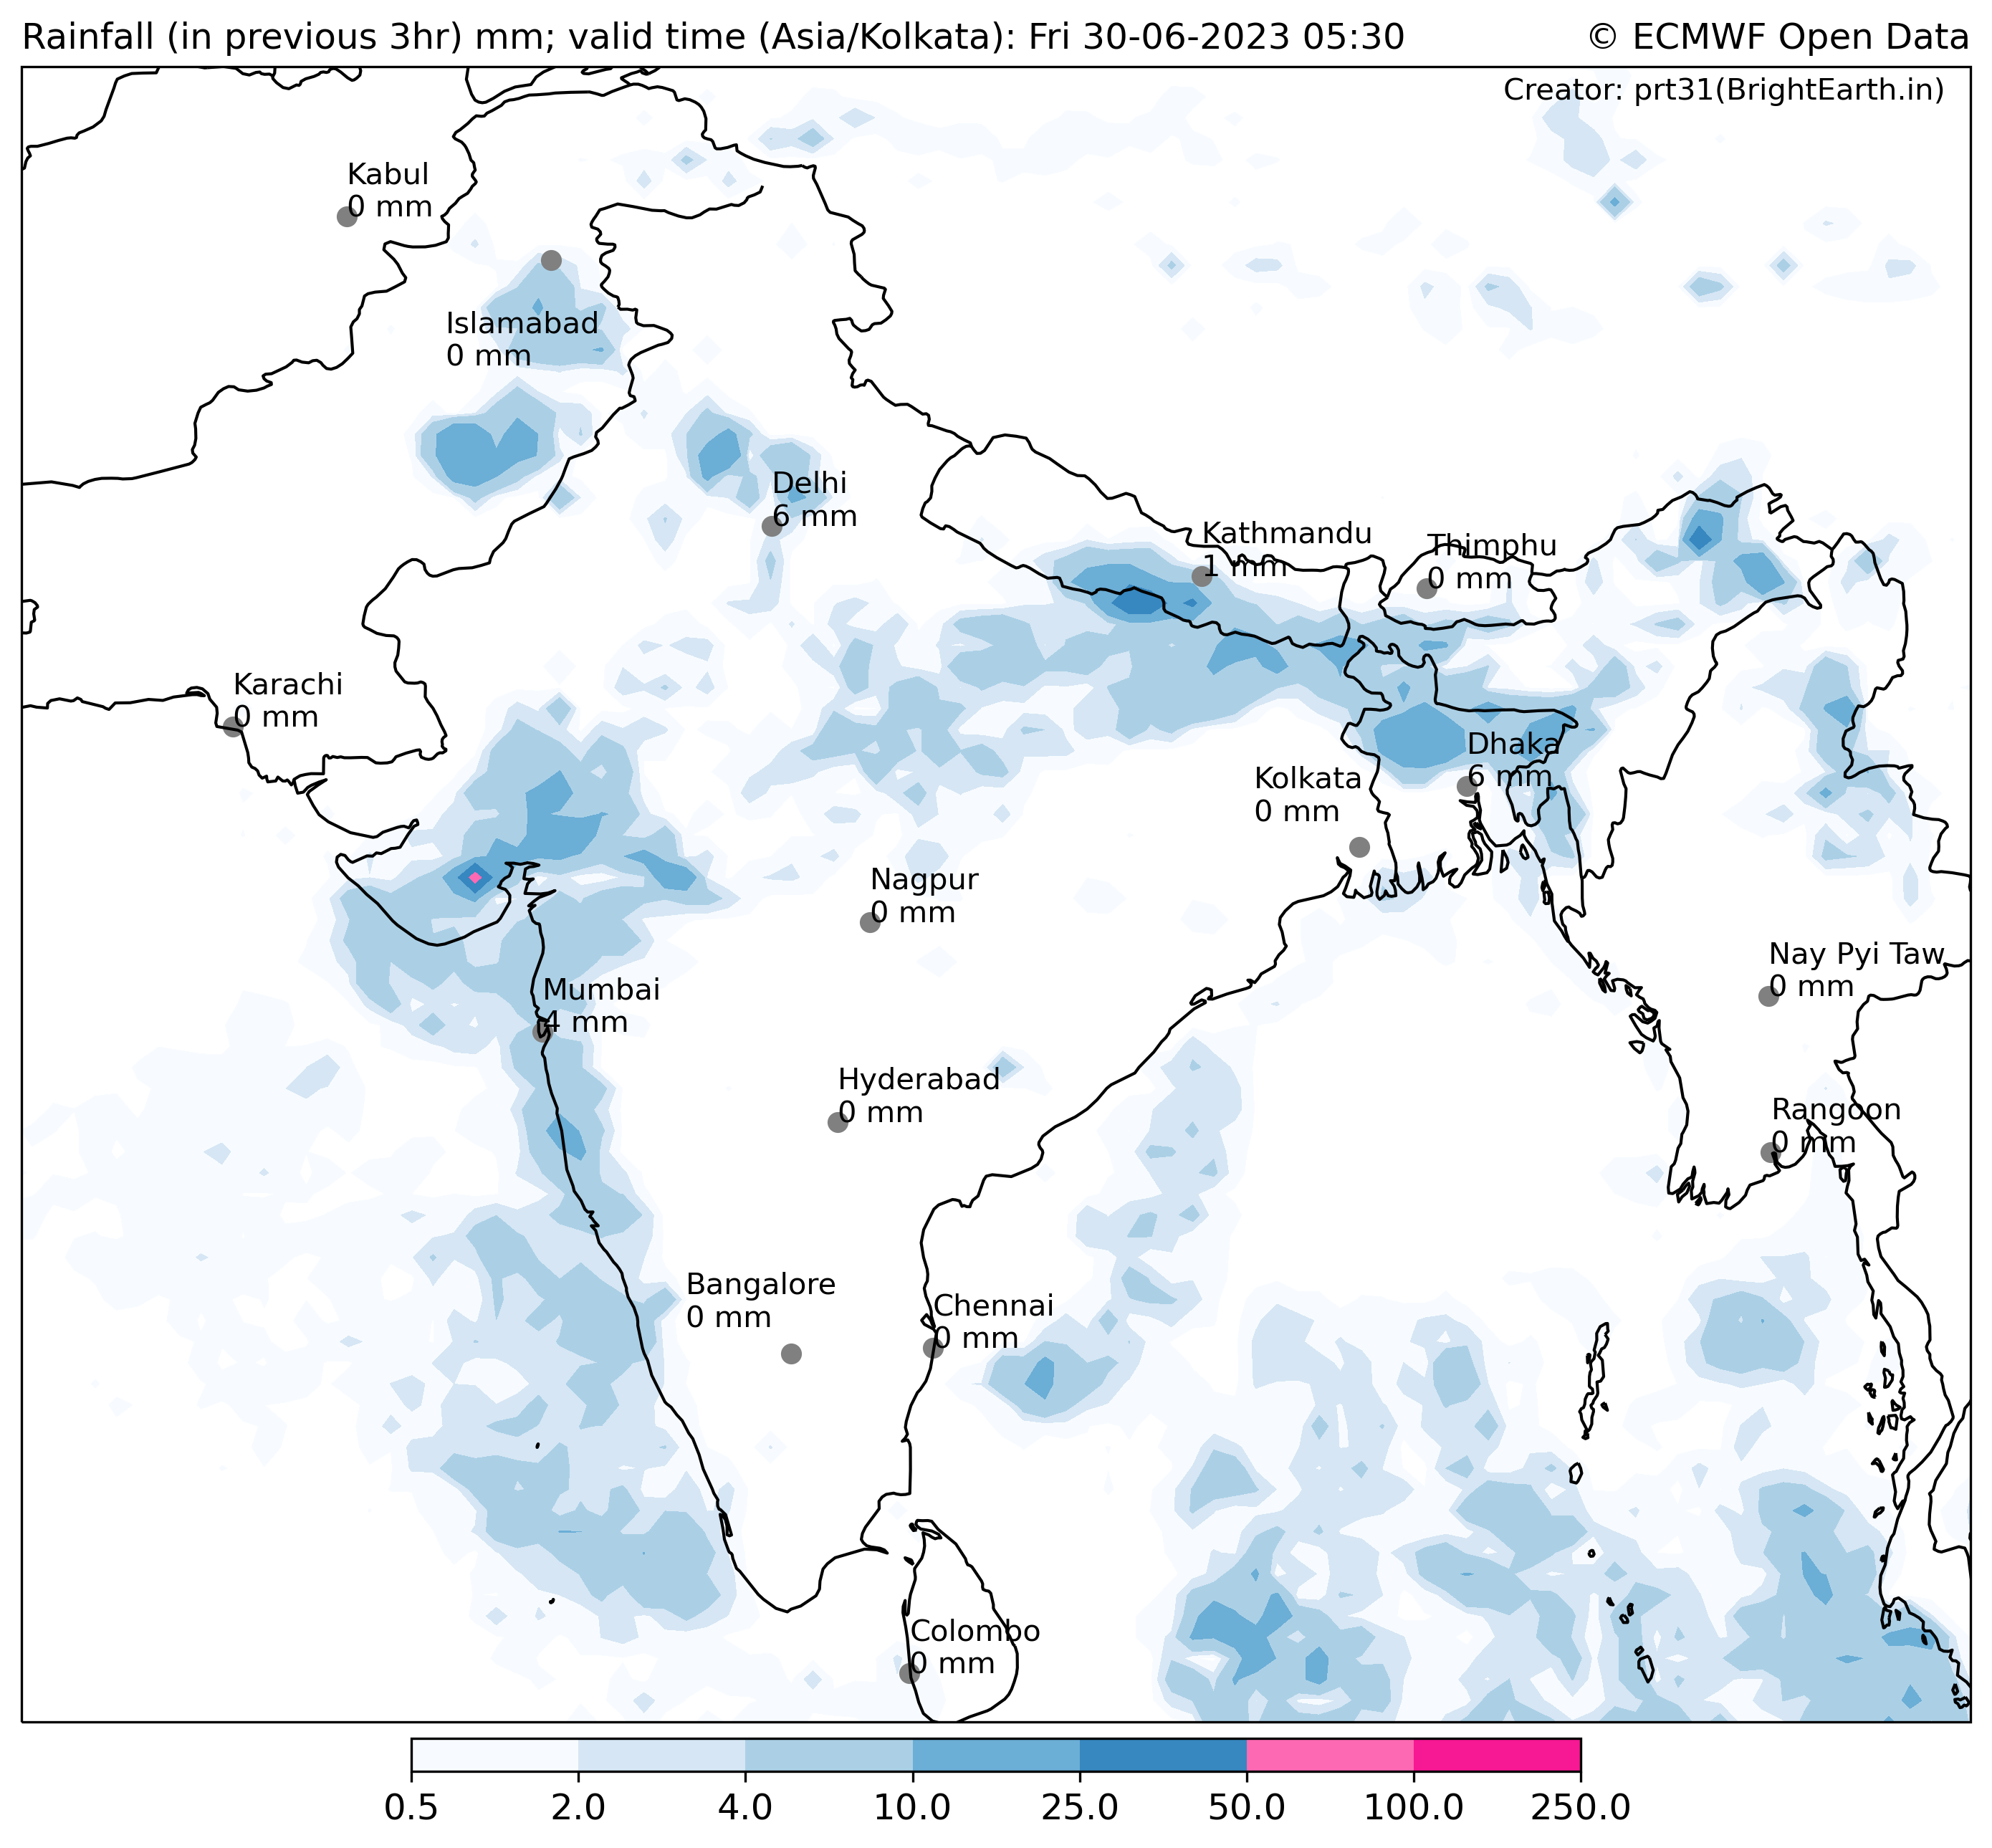 Rainfall (in previous 3hr) mm; valid time (Asia/Kolkata): Fri 30-06-2023 05:30
© ECMWF Open Data
Creator: prt31(BrightEarth.in)
Kabul
0 mm
Islamabad
0 mm
Delhi
6 mm
Kathmandu
1 mm
Thimphu
0 mm
Karachi
0 mm
Dhaka
6 mm
Kolkata
0 mm
Nagpur
0 mm
Nay Pyi Taw
0 mm
Mumbai
4 mm
Hyderabad
0 mm
Rangoon
0 mm
Bangalore
0 mm
Chennai
0 mm
Colombo
0 mm
0.5 2.0 4.0 10.0 25.0 50.0 100.0 250.0